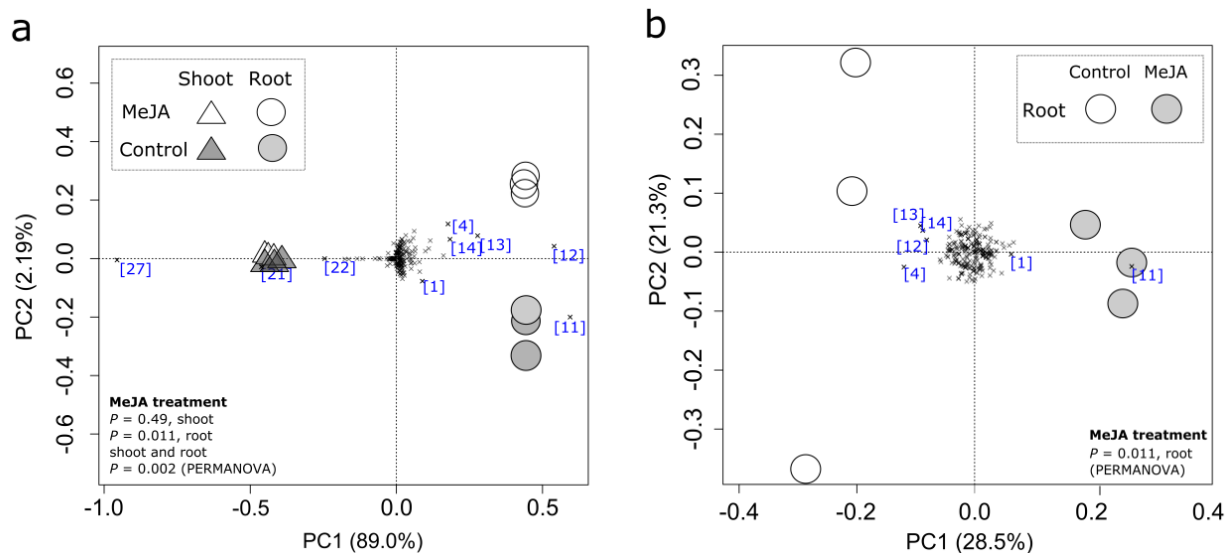 a
Shoot Root
MeJA
Control
PC2 (2.19%)
0.6
0.4
0.2
0.0
-0.2
-0.4
-0.6
[4]
[14]
[13]
[12]
[27]
[21]
[22]
[1]
[11]
MeJA treatment
P = 0.49, shoot
P = 0.011, root
shoot and root
P = 0.002 (PERMANOVA)
-1.0 -0.5 0.0 0.5
PC1 (89.0%)
b
Control MeJA
Root
PC2 (21.3%)
0.3
0.2
0.1
0.0
-0.1
-0.3
[13]
[14]
[12]
[4]
[1]
[11]
MeJA treatment
P = 0.011, root
(PERMANOVA)
-0.4 -0.2 0.0 0.2 0.4
PC1 (28.5%)